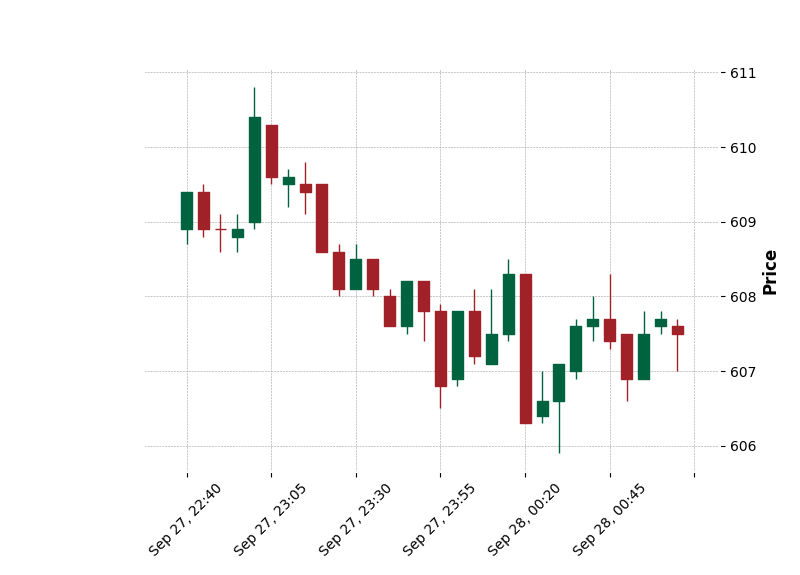 611
610
609
608
607
606
Price
Sep 27, 22:40
Sep 27, 23:05
Sep 27, 23:30
Sep 27, 23:55
Sep 28, 00:20
Sep 28, 00:45